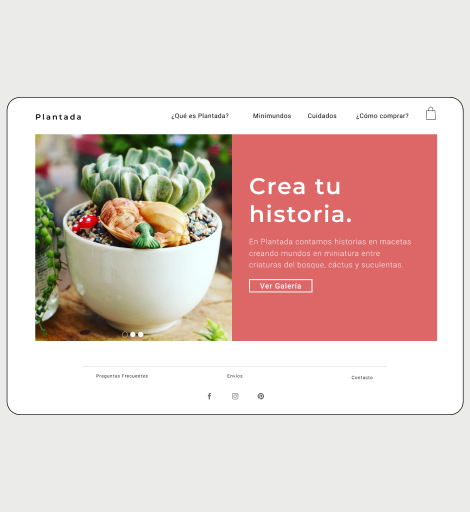 Plantada
¿Qué es Plantada?
Minimundos
Cuidados
¿Cómo comprar?
Crea tu
historia.
En Plantada contamos historias en macetas
creando mundos en miniatura entre
criaturas del bosque, cáctus y suculentas.
Ver Galería
Preguntas Frecuentes
Envíos
Contacto